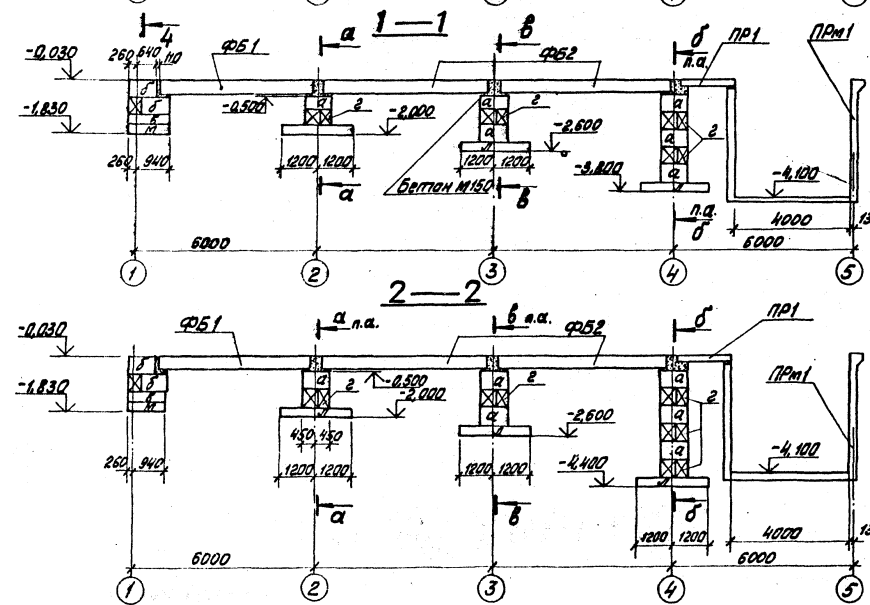 4
а
1—1
в
б
п.а.
ПР1
ПРм1
260
640
110
ФБ1
ФБ2
-0,030
-1,830
-0,500
-2,000
-2,600
-3,800
-4,100
б
б
Б
М
а
г
а
г
а
л
а
г
а
а
л
260
940
1200
1200
1200
1200
4000
а
Бетон М150
в
п.а.
б
6000
6000
1
2
3
4
5
2—2
а п.а.
в п.а.
б
ПР1
ФБ1
ФБ2
ПРм1
-0,030
-1,830
-0,500
-2,000
-2,600
-4,400
-4,100
б
б
М
а
г
л
а
г
а
л
а
г
а
а
л
450
450
260
940
1200
1200
1200
1200
1200
1200
4000
а
в
б
6000
6000
1
2
3
4
5